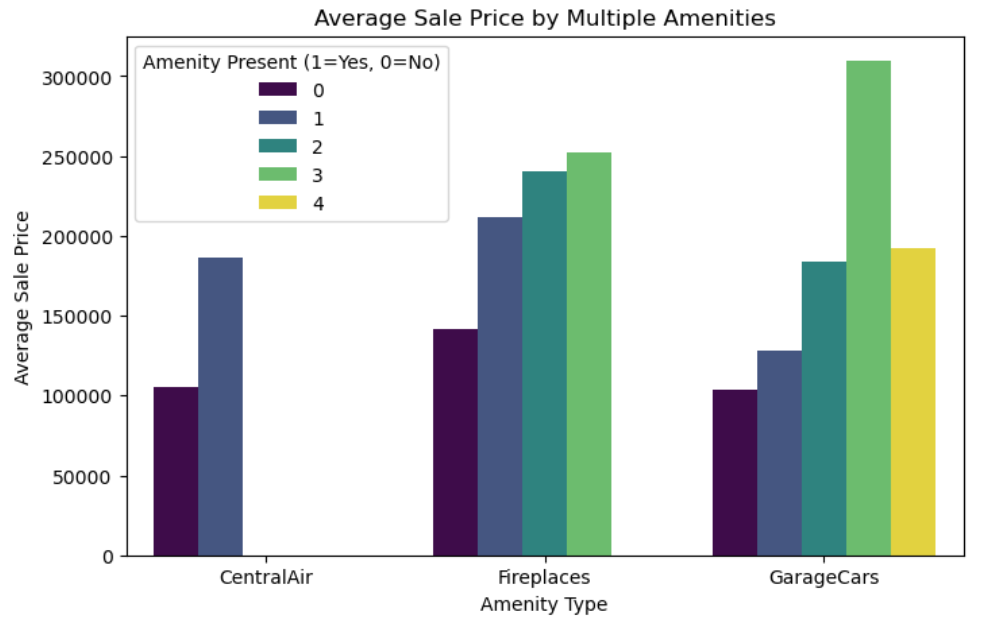 Average Sale Price by Multiple Amenities
Amenity Present (1=Yes, 0=No)
0
1
2
3
4
Average Sale Price
300000
250000
200000
150000
100000
50000
0
CentralAir
Fireplaces
GarageCars
Amenity Type